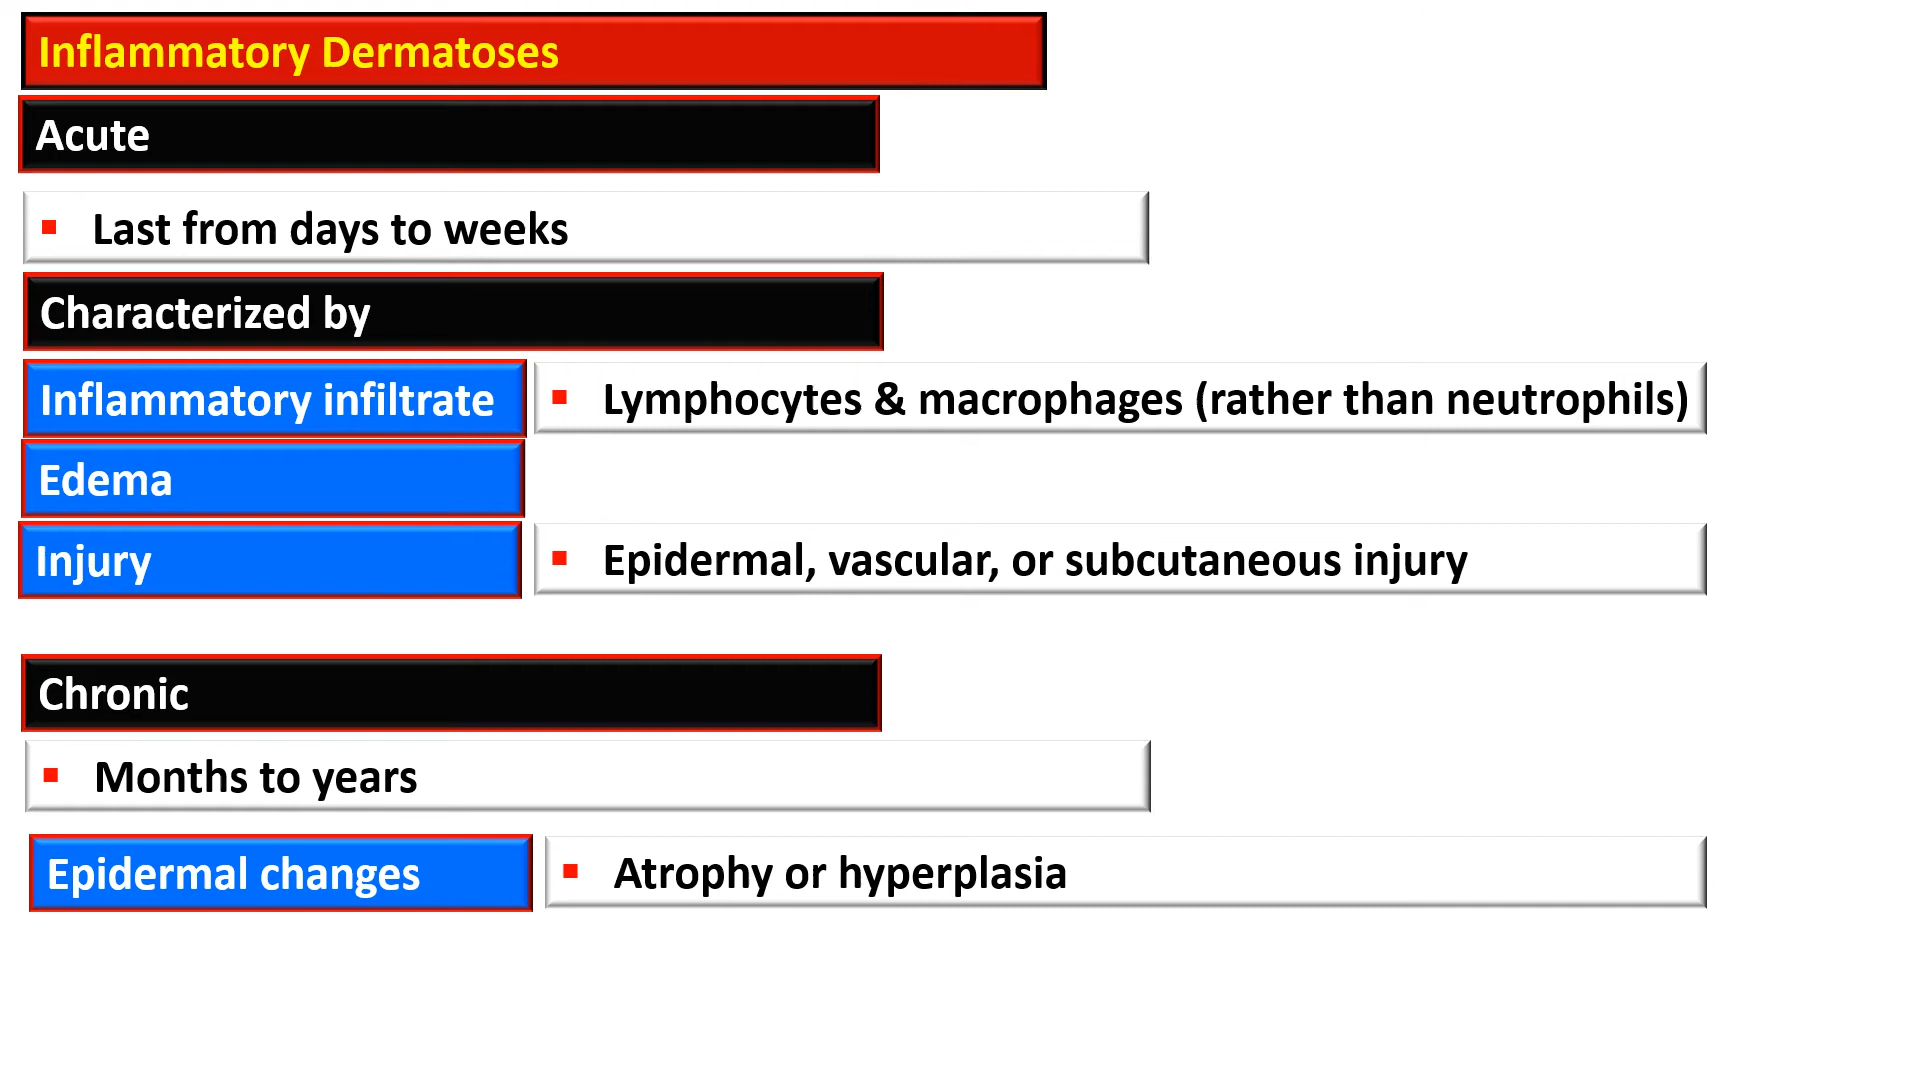 Inflammatory Dermatoses
Acute
▪ Last from days to weeks
Characterized by
Inflammatory infiltrate ▪ Lymphocytes & macrophages (rather than neutrophils)
Edema
Injury ▪ Epidermal, vascular, or subcutaneous injury
Chronic
▪ Months to years
Epidermal changes ▪ Atrophy or hyperplasia